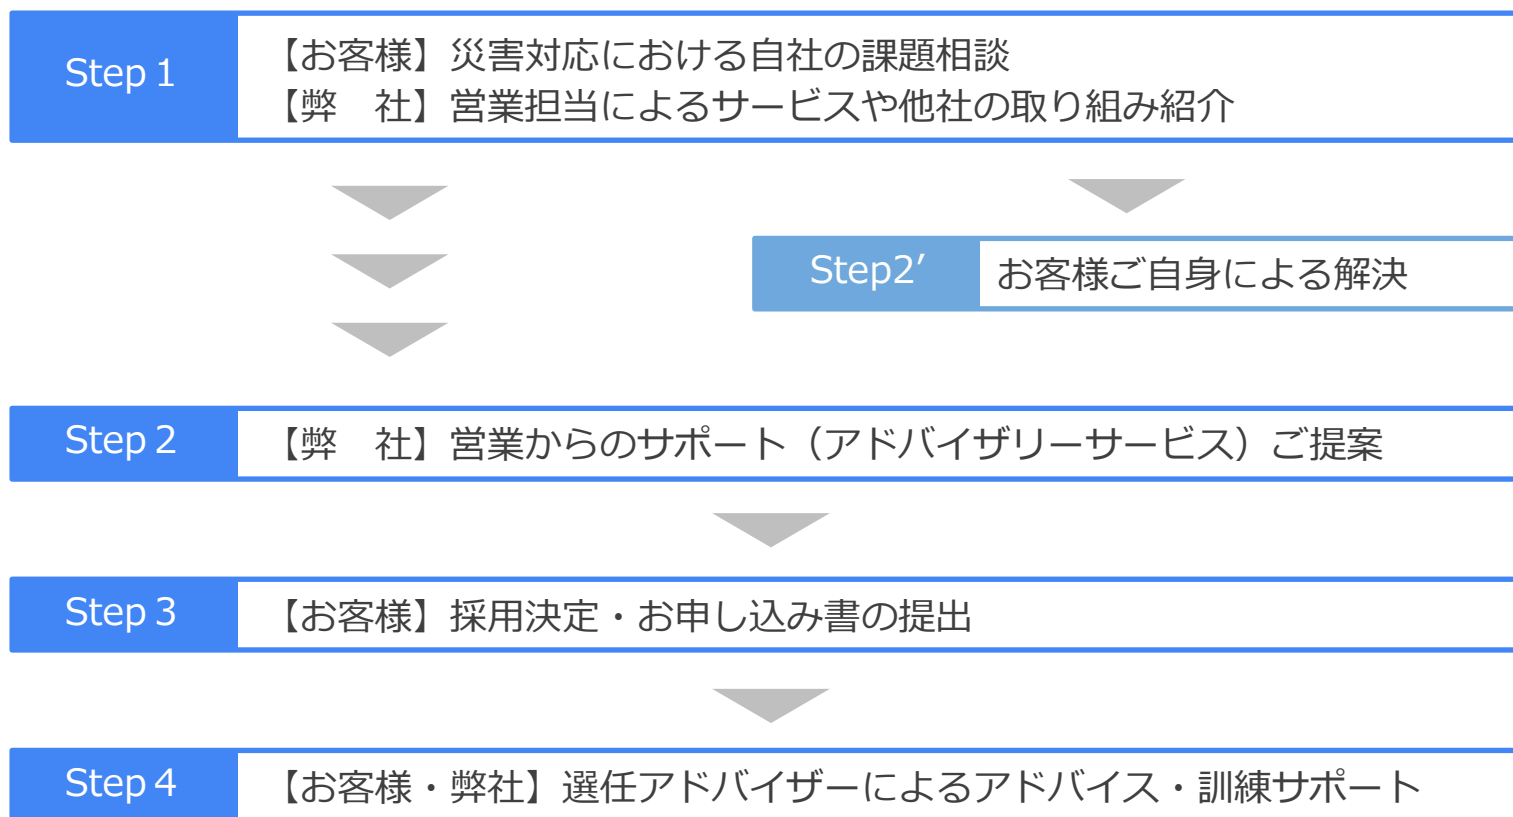 Step 1
【お客様】災害対応における自社の課題相談
【弊　社】営業担当によるサービスや他社の取り組み紹介
Step2′
お客様ご自身による解決
Step 2
【弊　社】営業からのサポート（アドバイザリーサービス）ご提案
Step 3
【お客様】採用決定・お申し込み書の提出
Step 4
【お客様・弊社】選任アドバイザーによるアドバイス・訓練サポート